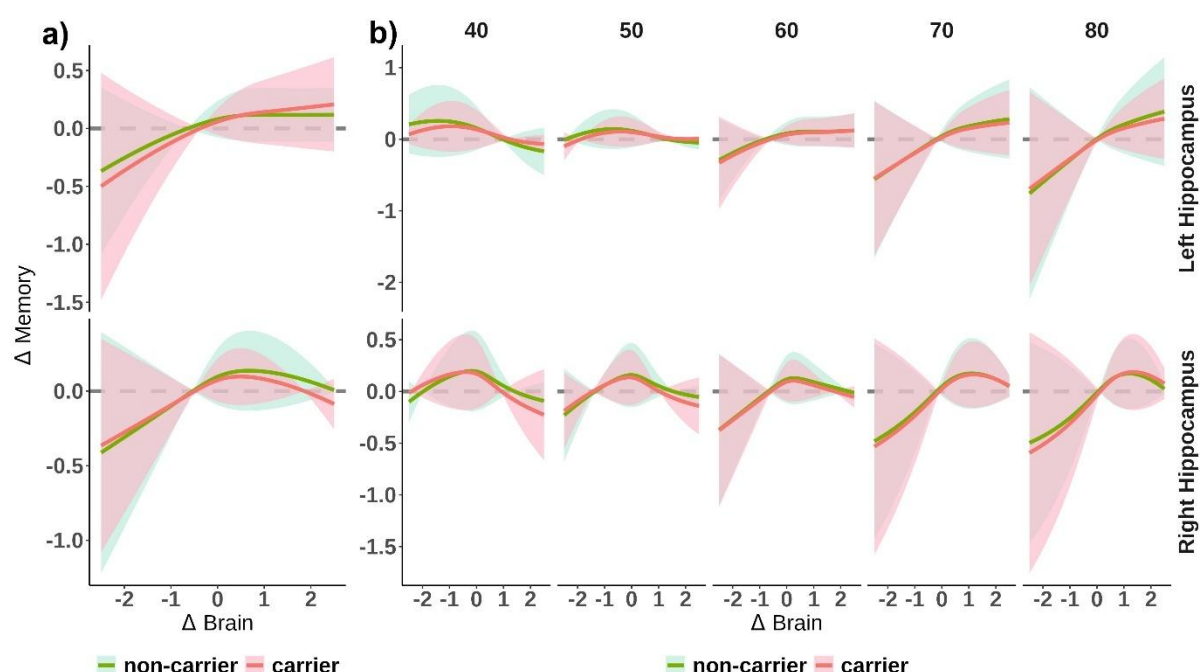 a)
b)
40 50 60 70 80
0.5
0.0
-0.5
-1.0
-1.5
1
0
-1
-2
Left Hippocampus
Δ Memory
0.0
-0.5
-1.0
0.5
0.0
-0.5
-1.0
-1.5
Right Hippocampus
-2 -1 0 1 2
-2 -1 0 1 2 -2 -1 0 1 2 -2 -1 0 1 2 -2 -1 0 1 2 -2 -1 0 1 2
Δ Brain
Δ Brain
non-carrier carrier
non-carrier carrier